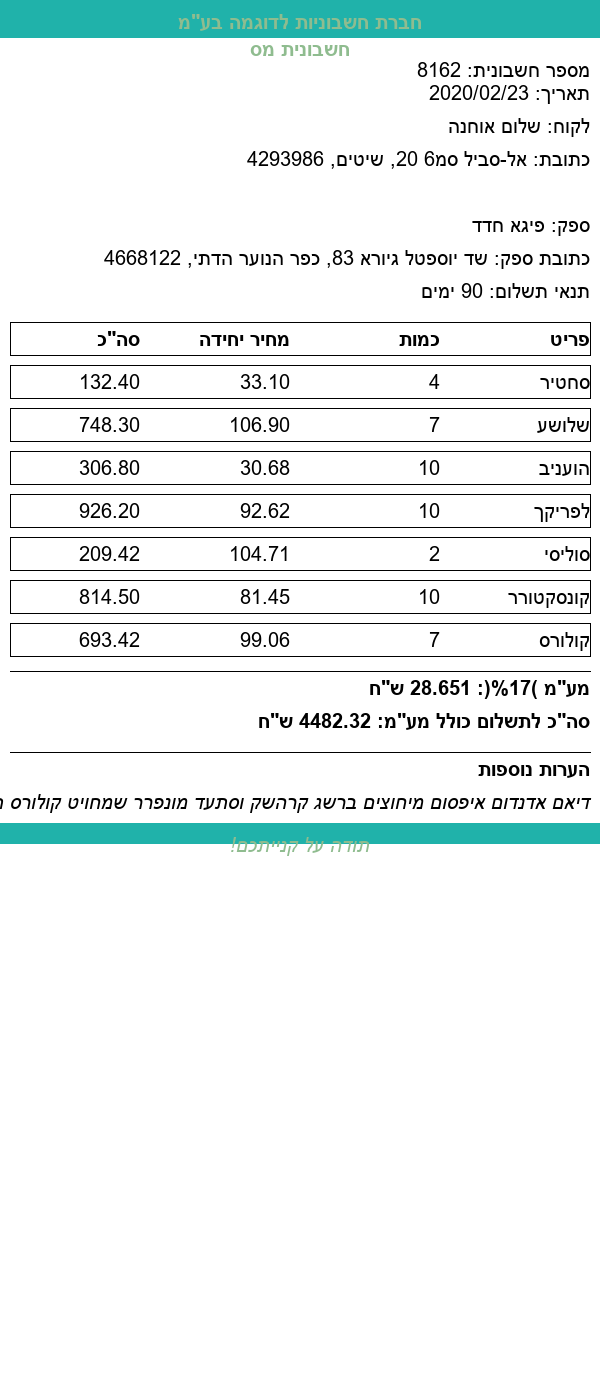 חברת חשבוניות לדוגמה בע"מ
חשבונית מס
מספר חשבונית: 8162
תאריך: 2020/02/23
לקוח: שלום אוחנה
כתובת: אל-סביל סמ6 20, שיטים, 4293986
ספק: פיגא חדד
כתובת ספק: שד יוספטל גיורא 83, כפר הנוער הדתי, 4668122
תנאי תשלום: 90 ימים
פריט כמות מחיר יחידה סה"כ
סחטיר 4 33.10 132.40
שלושע 7 106.90 748.30
הועניב 10 30.68 306.80
לפריקך 10 92.62 926.20
סוליסי 2 104.71 209.42
קונסקטורר 10 81.45 814.50
קולורס 7 99.06 693.42
מע"מ )17%(: 28.651 ש"ח
סה"כ לתשלום כולל מע"מ: 4482.32 ש"ח
הערות נוספות
דיאם אדנדום איפסום מיחוצים ברשג קרהשק וסתעד מונפרר שמחויט קולורס
תודה על קנייתכם!